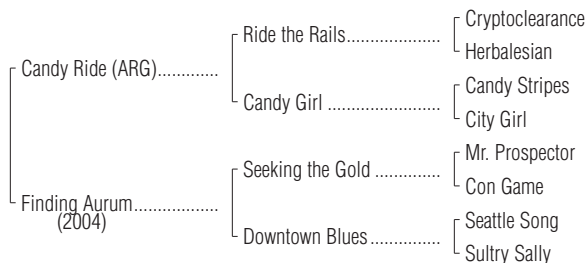 Cryptoclearance
Ride the Rails....................
Herbalesian
Candy Ride (ARG).............
Candy Stripes
Candy Girl ........................
City Girl
Mr. Prospector
Seeking the Gold ..............
Con Game
Finding Aurum..................
(2004)
Seattle Song
Downtown Blues...............
Sultry Sally